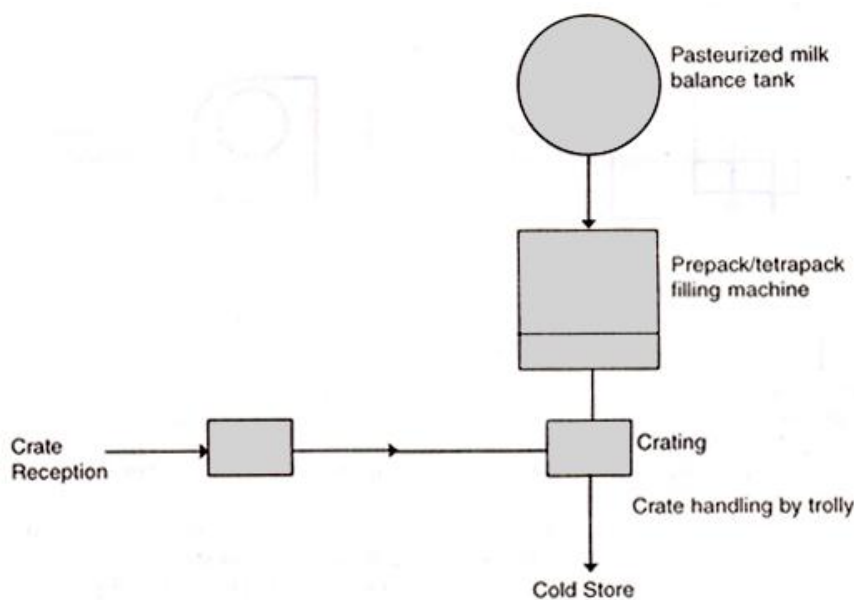 Pasteurized milk
balance tank
Prepack/tetrapack
filling machine
Crate
Reception
Crating
Crate handling by trolly
Cold Store